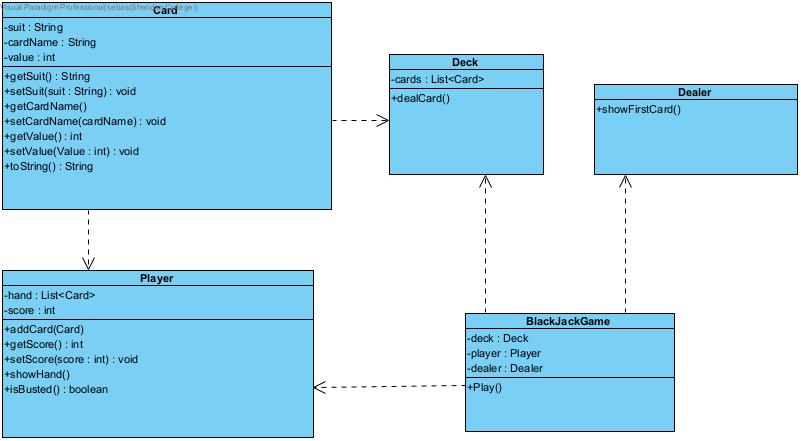 Visual Paradigm Professional(sebas(Sheridan College))
Card
-suit : String
-cardName : String
-value : int
+getSuit() : String
+setSuit(suit : String) : void
+getCardName()
+setCardName(cardName) : void
+getValue() : int
+setValue(Value : int) : void
+toString() : String
Deck
-cards : List<Card>
+dealCard()
Dealer
+showFirstCard()
Player
-hand : List<Card>
-score : int
+addCard(Card)
+getScore() : int
+setScore(score : int) : void
+showHand()
+isBusted() : boolean
BlackJackGame
-deck : Deck
-player : Player
-dealer : Dealer
+Play()